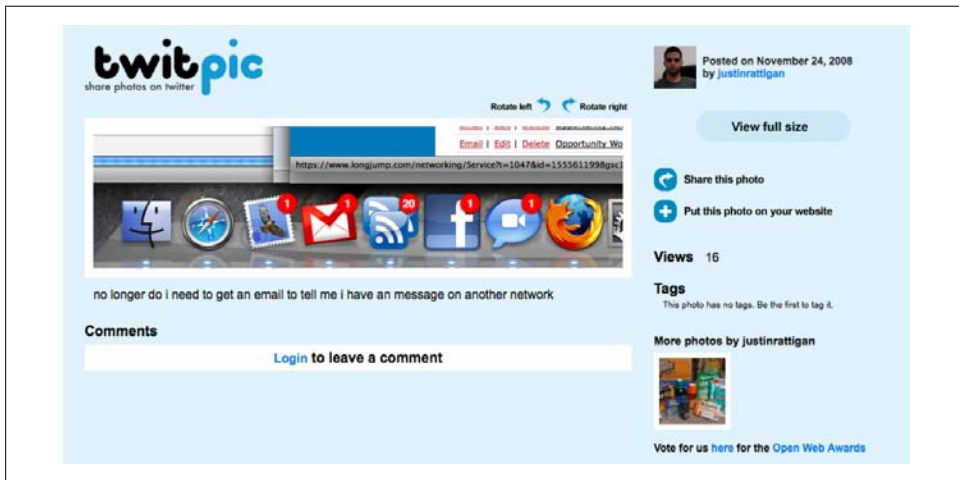 twitpic
share photos on twitter
Rotate left Rotate right
Email | Edit | Delete Opportunity Wo
https://www.longjump.com/networking/Service?t=1047&id=1555611998gsc1
1 1 20 1 1
no longer do i need to get an email to tell me i have an message on another network
Comments
Login to leave a comment
Posted on November 24, 2008
by justinrattigan
View full size
Share this photo
Put this photo on your website
Views 16
Tags
This photo has no tags. Be the first to tag it.
More photos by justinrattigan
Vote for us here for the Open Web Awards